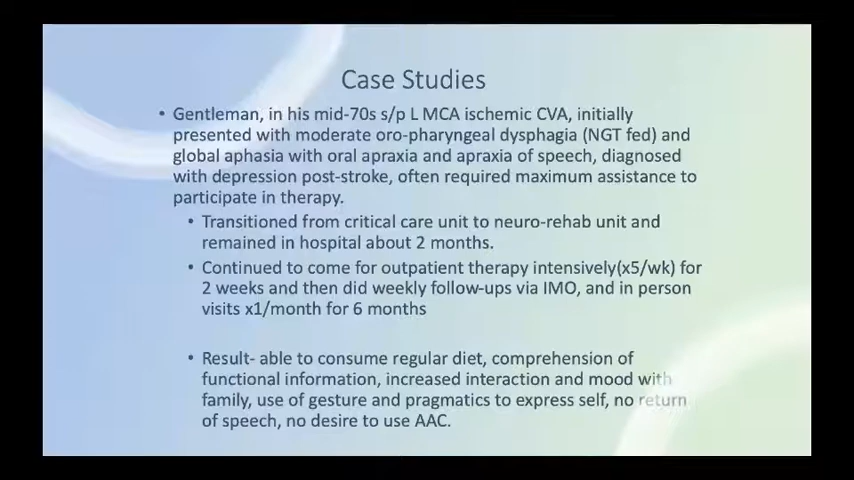 Case Studies
• Gentleman, in his mid-70s s/p L MCA ischemic CVA, initially
presented with moderate oro-pharyngeal dysphagia (NGT fed) and
global aphasia with oral apraxia and apraxia of speech, diagnosed
with depression post-stroke, often required maximum assistance to
participate in therapy.
• Transitioned from critical care unit to neuro-rehab unit and
remained in hospital about 2 months.
• Continued to come for outpatient therapy intensively(x5/wk) for
2 weeks and then did weekly follow-ups via IMO, and in person
visits x1/month for 6 months
• Result- able to consume regular diet, comprehension of
functional information, increased interaction and mood with
family, use of gesture and pragmatics to express self, no return
of speech, no desire to use AAC.